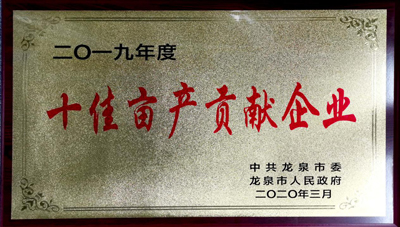 二〇一九年度
十佳亩产贡献企业
中共龙泉市委
龙泉市人民政府
二〇二〇年三月